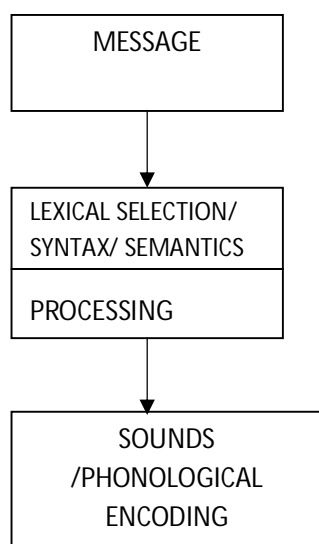 MESSAGE
LEXICAL SELECTION/
SYNTAX/ SEMANTICS
PROCESSING
SOUNDS
/PHONOLOGICAL
ENCODING